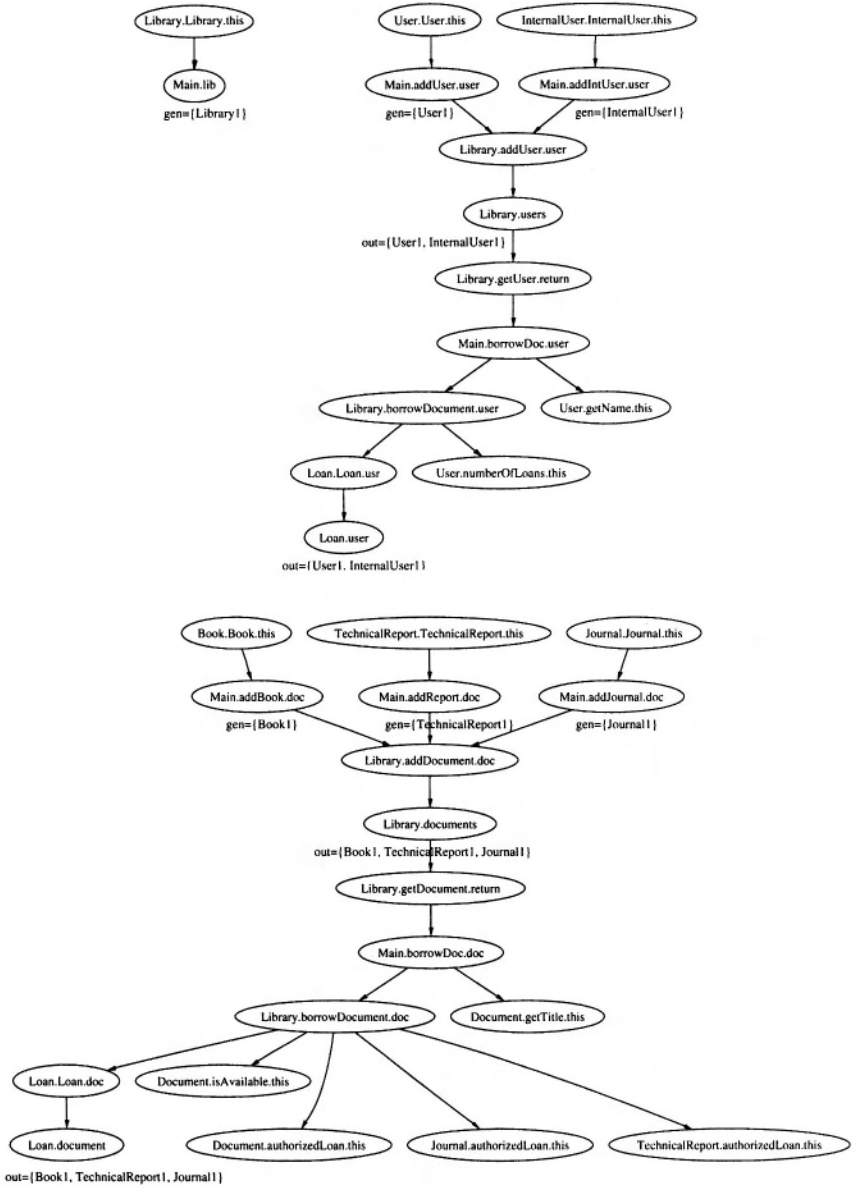 Library.Library.this
User.User.this
InternalUser.InternalUser.this
Main.lib
Main.addUser.user
Main.addIntUser.user
gen={Library1}
gen={User1}
gen={InternalUser1}
Library.addUser.user
Library.users
out={User1, InternalUser1}
Library.getUser.return
Main.borrowDoc.user
Library.borrowDocument.user
User.getName.this
Loan.Loan.usr
User.numberOfLoans.this
Loan.user
out={User1, InternalUser1}
Book.Book.this
TechnicalReport.TechnicalReport.this
Journal.Journal.this
Main.addBook.doc
Main.addReport.doc
Main.addJournal.doc
gen={Book1}
gen={TechnicalReport1}
gen={Journal1}
Library.addDocument.doc
Library.documents
out={Book1, TechnicalReport1, Journal1}
Library.getDocument.return
Main.borrowDoc.doc
Library.borrowDocument.doc
Document.getTitle.this
Loan.Loan.doc
Document.isAvailable.this
Loan.document
Document.authorizedLoan.this
Journal.authorizedLoan.this
TechnicalReport.authorizedLoan.this
out={Book1, TechnicalReport1, Journal1}